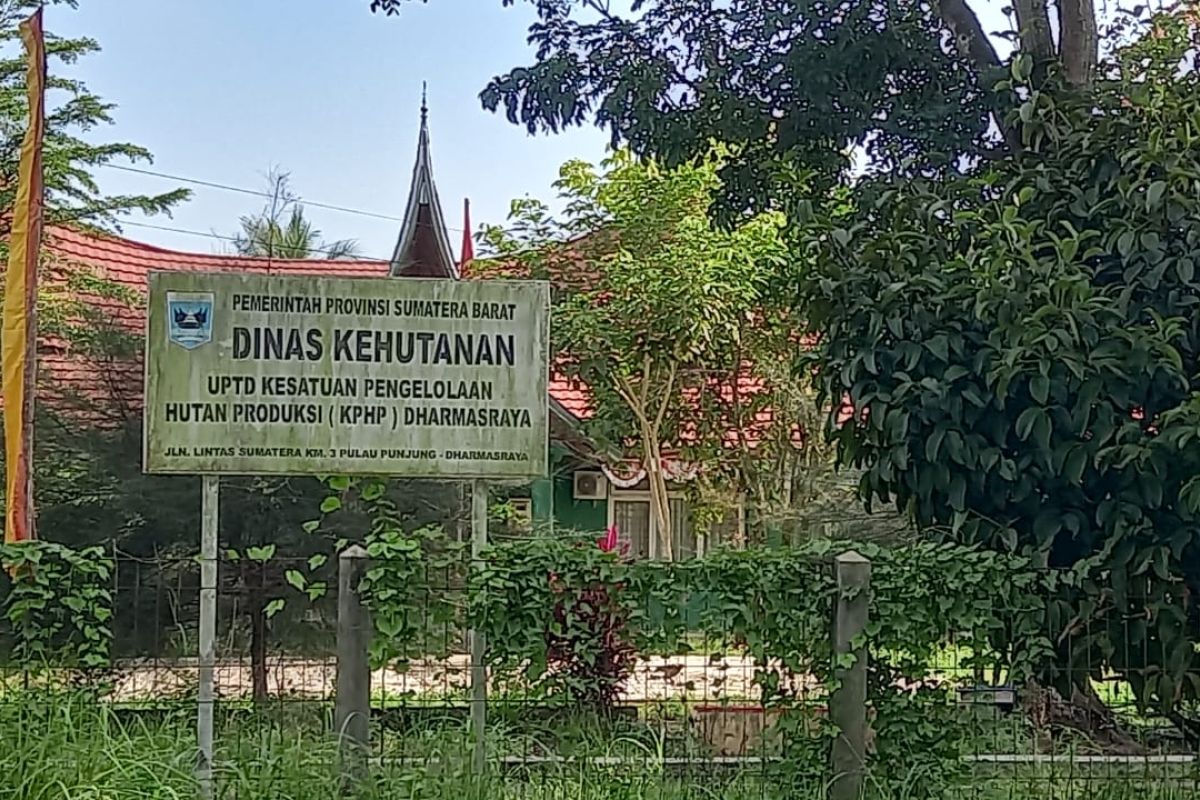 PEMERINTAH PROVINSI SUMATERA BARAT
DINAS KEHUTANAN
UPTD KESATUAN PENGELOLAAN
HUTAN PRODUKSI ( KPHP ) DHARMASRAYA
JLN. LINTAS SUMATERA KM. 3 PULAU PUNJUNG - DHARMASRAYA